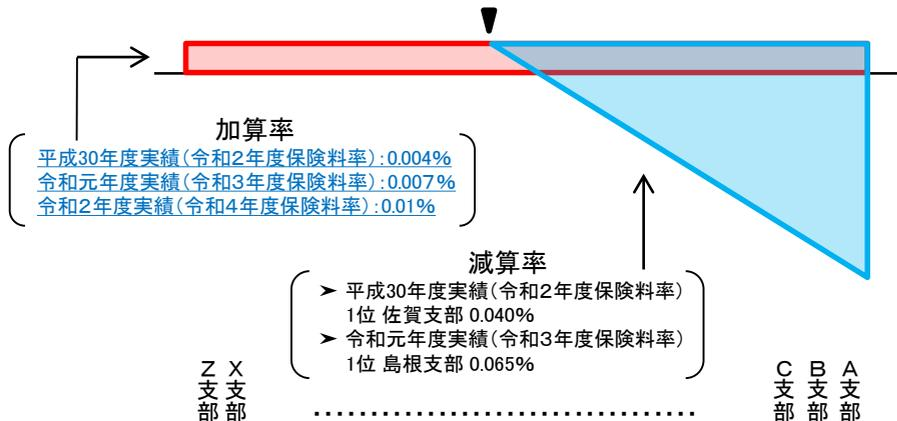 加算率
平成30年度実績(令和2年度保険料率):0.004%
令和元年度実績(令和3年度保険料率):0.007%
令和2年度実績(令和4年度保険料率):0.01%
減算率
➤ 平成30年度実績(令和2年度保険料率)
1位 佐賀支部 0.040%
➤ 令和元年度実績(令和3年度保険料率)
1位 島根支部 0.065%
Z支部
X支部
C支部
B支部
A支部